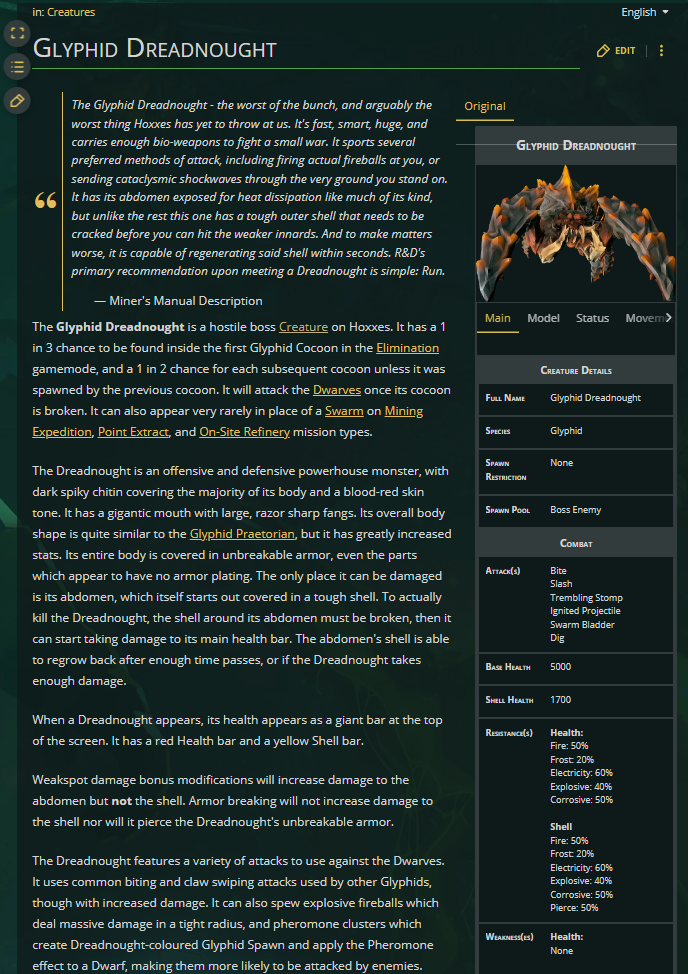 in: Creatures
English
GLYPHID DREADNOUGHT
EDIT
The Glyphid Dreadnought - the worst of the bunch, and arguably the
worst thing Hoxxes has yet to throw at us. It's fast, smart, huge, and
carries enough bio-weapons to fight a small war. It sports several
preferred methods of attack, including firing actual fireballs at you, or
sending cataclysmic shockwaves through the very ground you stand on.
It has its abdomen exposed for heat dissipation like much of its kind,
but unlike the rest this one has a tough outer shell that needs to be
cracked before you can hit the weaker innards. And to make matters
worse, it is capable of regenerating said shell within seconds. R&D's
primary recommendation upon meeting a Dreadnought is simple: Run.
— Miner's Manual Description
The Glyphid Dreadnought is a hostile boss Creature on Hoxxes. It has a 1
in 3 chance to be found inside the first Glyphid Cocoon in the Elimination
gamemode, and a 1 in 2 chance for each subsequent cocoon unless it was
spawned by the previous cocoon. It will attack the Dwarves once its cocoon
is broken. It can also appear very rarely in place of a Swarm on Mining
Expedition, Point Extract, and On-Site Refinery mission types.
The Dreadnought is an offensive and defensive powerhouse monster, with
dark spiky chitin covering the majority of its body and a blood-red skin
tone. It has a gigantic mouth with large, razor sharp fangs. Its overall body
shape is quite similar to the Glyphid Praetorian, but it has greatly increased
stats. Its entire body is covered in unbreakable armor, even the parts
which appear to have no armor plating. The only place it can be damaged
is its abdomen, which itself starts out covered in a tough shell. To actually
kill the Dreadnought, the shell around its abdomen must be broken, then it
can start taking damage to its main health bar. The abdomen's shell is able
to regrow back after enough time passes, or if the Dreadnought takes
enough damage.
When a Dreadnought appears, its health appears as a giant bar at the top
of the screen. It has a red Health bar and a yellow Shell bar.
Weakspot damage bonus modifications will increase damage to the
abdomen but not the shell. Armor breaking will not increase damage to
the shell nor will it pierce the Dreadnought's unbreakable armor.
The Dreadnought features a variety of attacks to use against the Dwarves.
It uses common biting and claw swiping attacks used by other Glyphids,
though with increased damage. It can also spew explosive fireballs which
deal massive damage in a tight radius, and pheromone clusters which
create Dreadnought-coloured Glyphid Spawn and apply the Pheromone
effect to a Dwarf, making them more likely to be attacked by enemies.
Original
GLYPHID DREADNOUGHT
Main Model Status Movem
CREATURE DETAILS
FULL NAME Glyphid Dreadnought
SPECIES Glyphid
SPAWN None
RESTRICTION
SPAWN POOL Boss Enemy
COMBAT
ATTACK(S) Bite
Slash
Trembling Stomp
Ignited Projectile
Swarm Bladder
Dig
BASE HEALTH 5000
SHELL HEALTH 1700
RESISTANCE(S) Health:
Fire: 50%
Frost: 20%
Electricity: 60%
Explosive: 40%
Corrosive: 50%
Shell
Fire: 50%
Frost: 20%
Electricity: 60%
Explosive: 40%
Corrosive: 50%
Pierce: 50%
WEAKNESS(ES) Health:
None